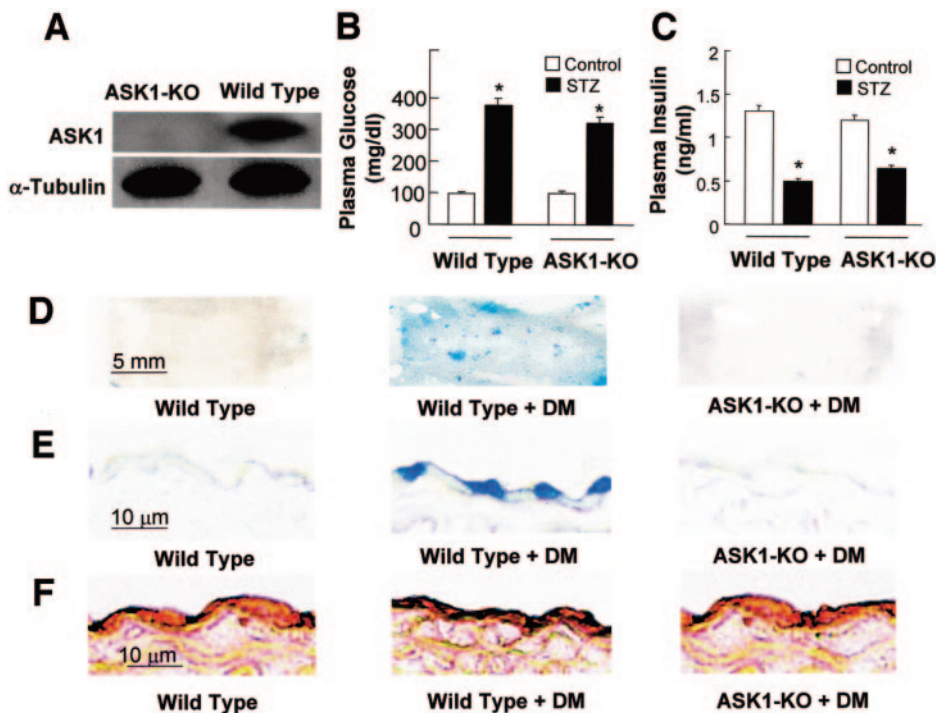 A
ASK1-KO Wild Type
ASK1
α-Tubulin
B
Plasma Glucose
(mg/dl)
400
300
200
100
0
Control
STZ
*
*
Wild Type ASK1-KO
C
Plasma Insulin
(ng/ml)
1.5
1
0.5
0
Control
STZ
*
*
Wild Type ASK1-KO
D
5 mm
Wild Type
Wild Type + DM
ASK1-KO + DM
E
10 μm
Wild Type
Wild Type + DM
ASK1-KO + DM
F
10 μm
Wild Type
Wild Type + DM
ASK1-KO + DM